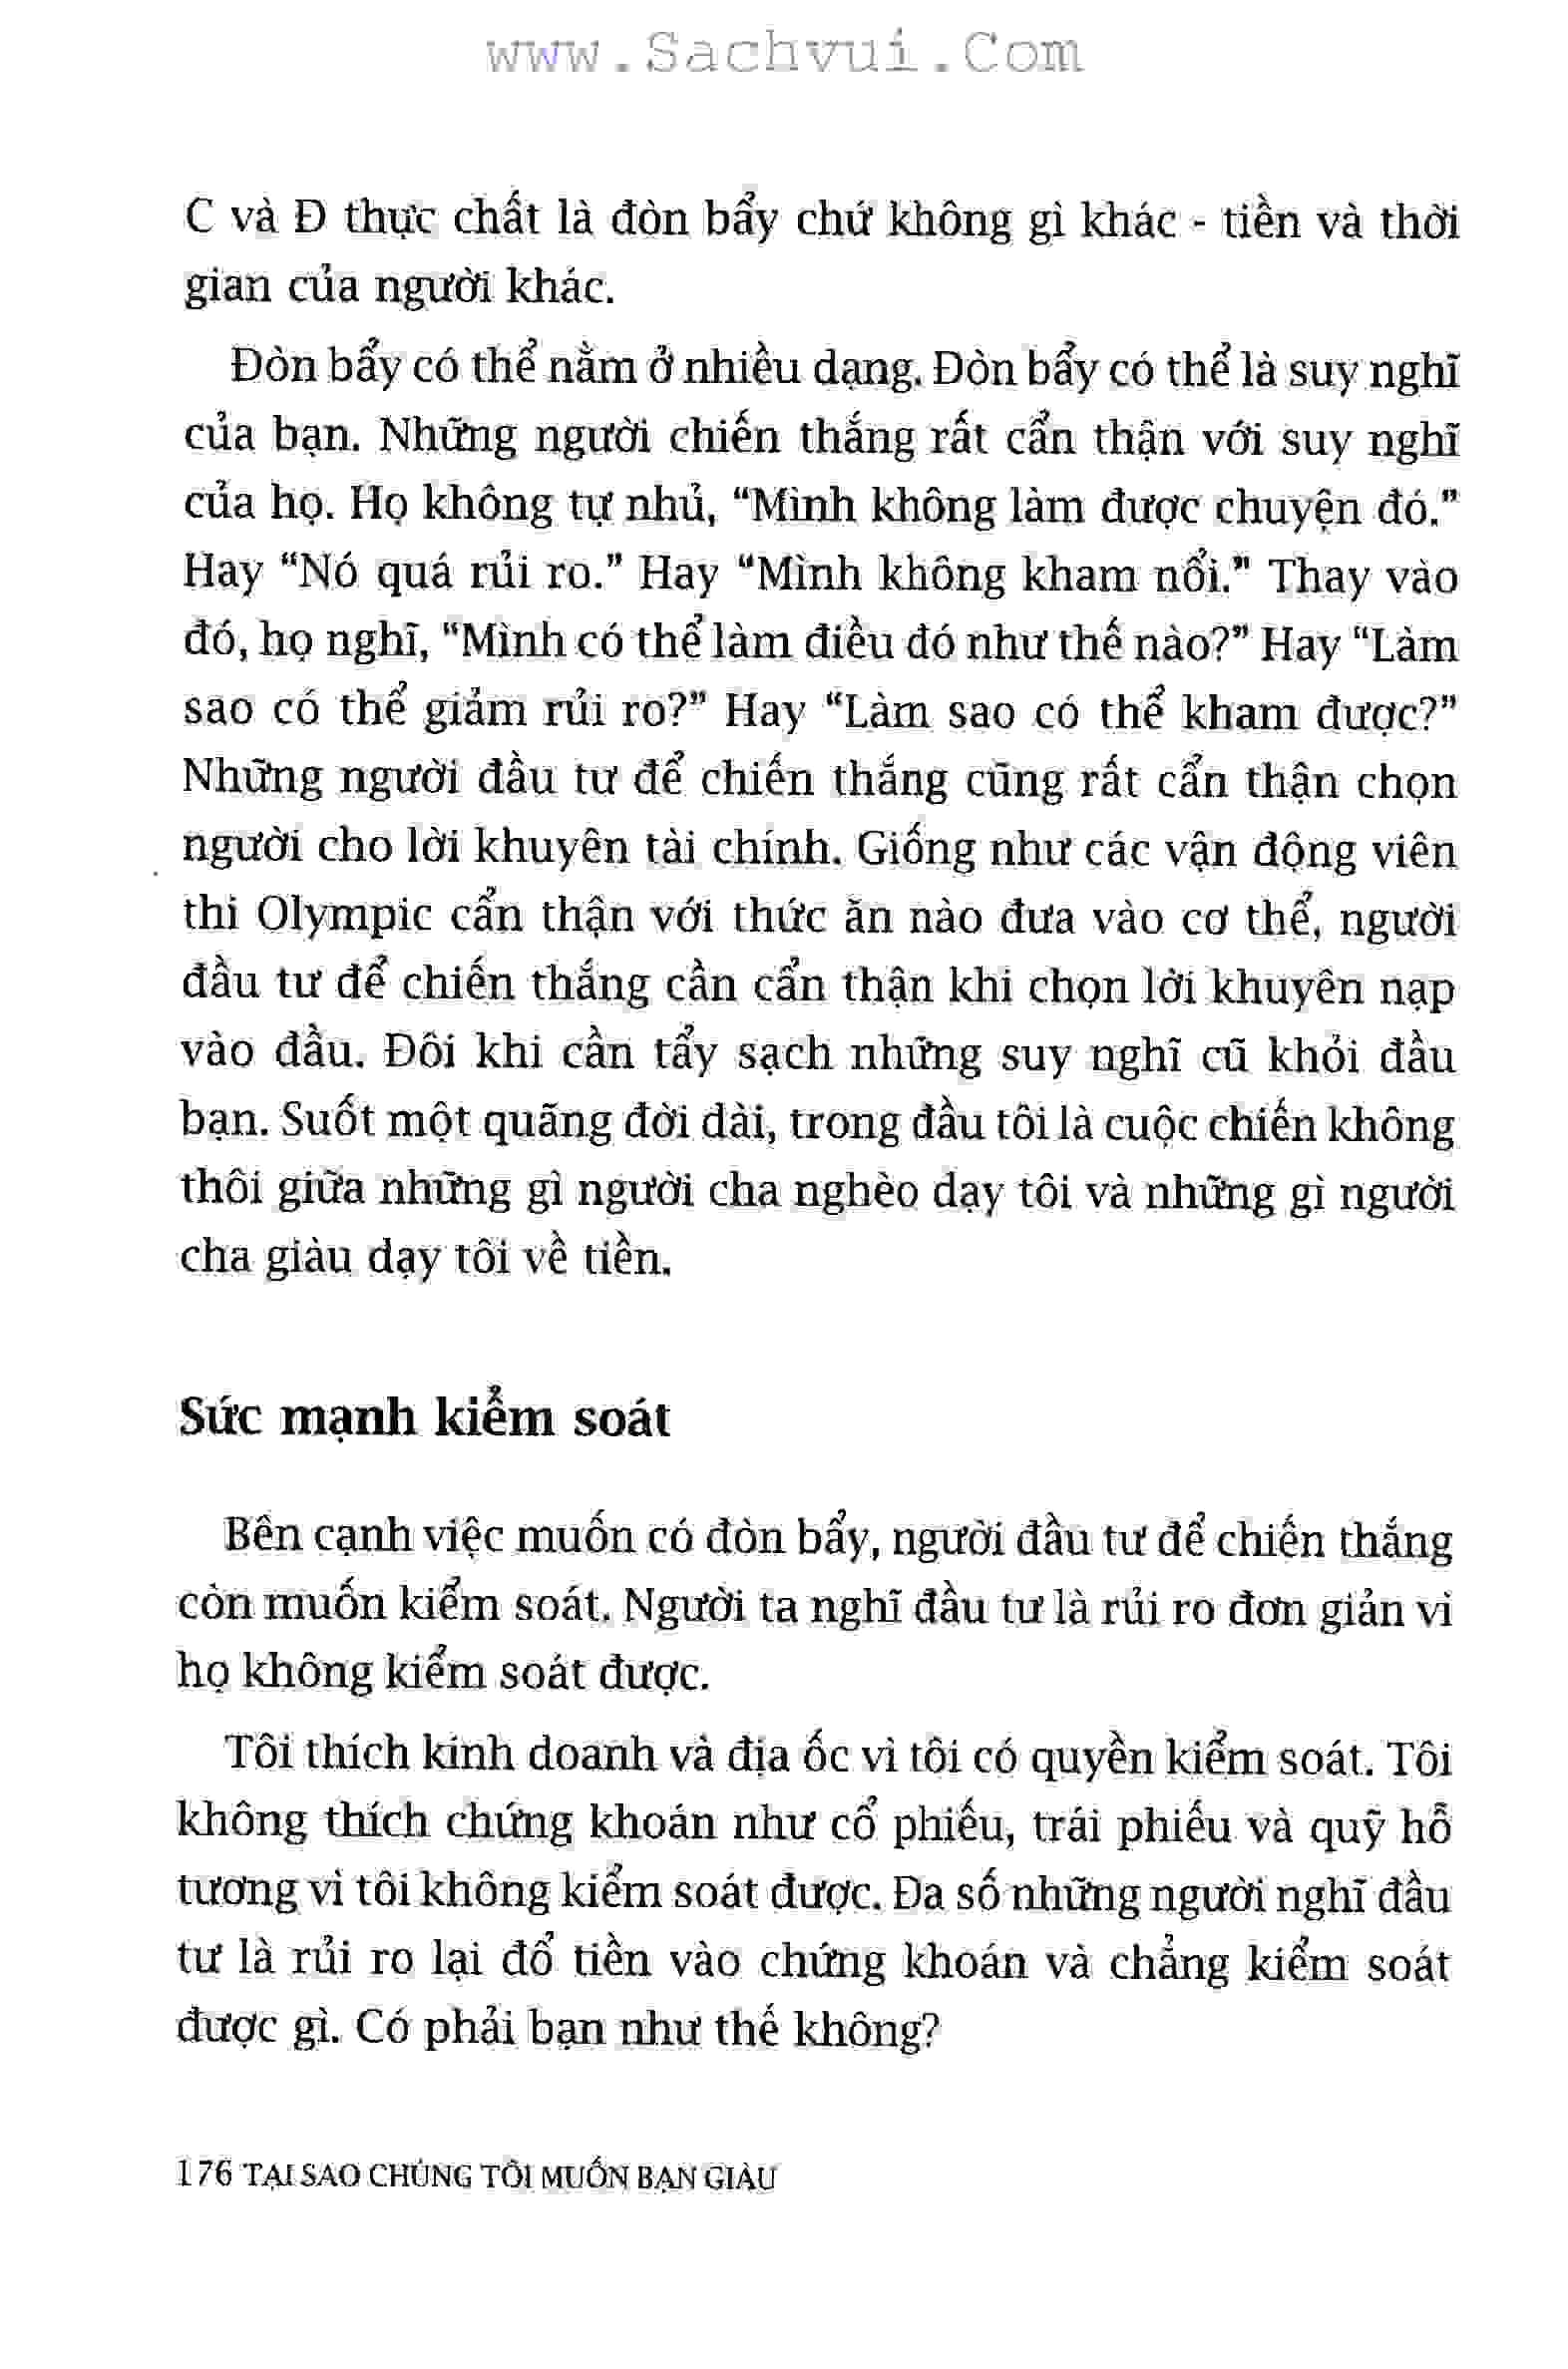 www.Sachvui.Com
C và Đ thực chất là đòn bẩy chứ không gì khác - tiền và thời
gian của người khác.
Đòn bẩy có thể nằm ở nhiều dạng. Đòn bẩy có thể là suy nghĩ
của bạn. Những người chiến thắng rất cẩn thận với suy nghĩ
của họ. Họ không tự nhủ, “Mình không làm được chuyện đó.”
Hay “Nó quá rủi ro.” Hay “Mình không kham nổi.” Thay vào
đó, họ nghĩ, “Mình có thể làm điều đó như thế nào?” Hay “Làm
sao có thể giảm rủi ro?” Hay “Làm sao có thể kham được?”
Những người đầu tư để chiến thắng cũng rất cẩn thận chọn
người cho lời khuyên tài chính. Giống như các vận động viên
thi Olympic cẩn thận với thức ăn nào đưa vào cơ thể, người
đầu tư để chiến thắng cần cẩn thận khi chọn lời khuyên nạp
vào đầu. Đôi khi cần tẩy sạch những suy nghĩ cũ khỏi đầu
bạn. Suốt một quãng đời dài, trong đầu tôi là cuộc chiến không
thôi giữa những gì người cha nghèo dạy tôi và những gì người
cha giàu dạy tôi về tiền.
Sức mạnh kiểm soát
Bên cạnh việc muốn có đòn bẩy, người đầu tư để chiến thắng
còn muốn kiểm soát. Người ta nghĩ đầu tư là rủi ro đơn giản vì
họ không kiểm soát được.
Tôi thích kinh doanh và địa ốc vì tôi có quyền kiểm soát. Tôi
không thích chứng khoán như cổ phiếu, trái phiếu và quỹ hỗ
tương vì tôi không kiểm soát được. Đa số những người nghĩ đầu
tư là rủi ro lại đổ tiền vào chứng khoán và chẳng kiểm soát
được gì. Có phải bạn như thế không?
176 TẠI SAO CHÚNG TÔI MUỐN BẠN GIÀU